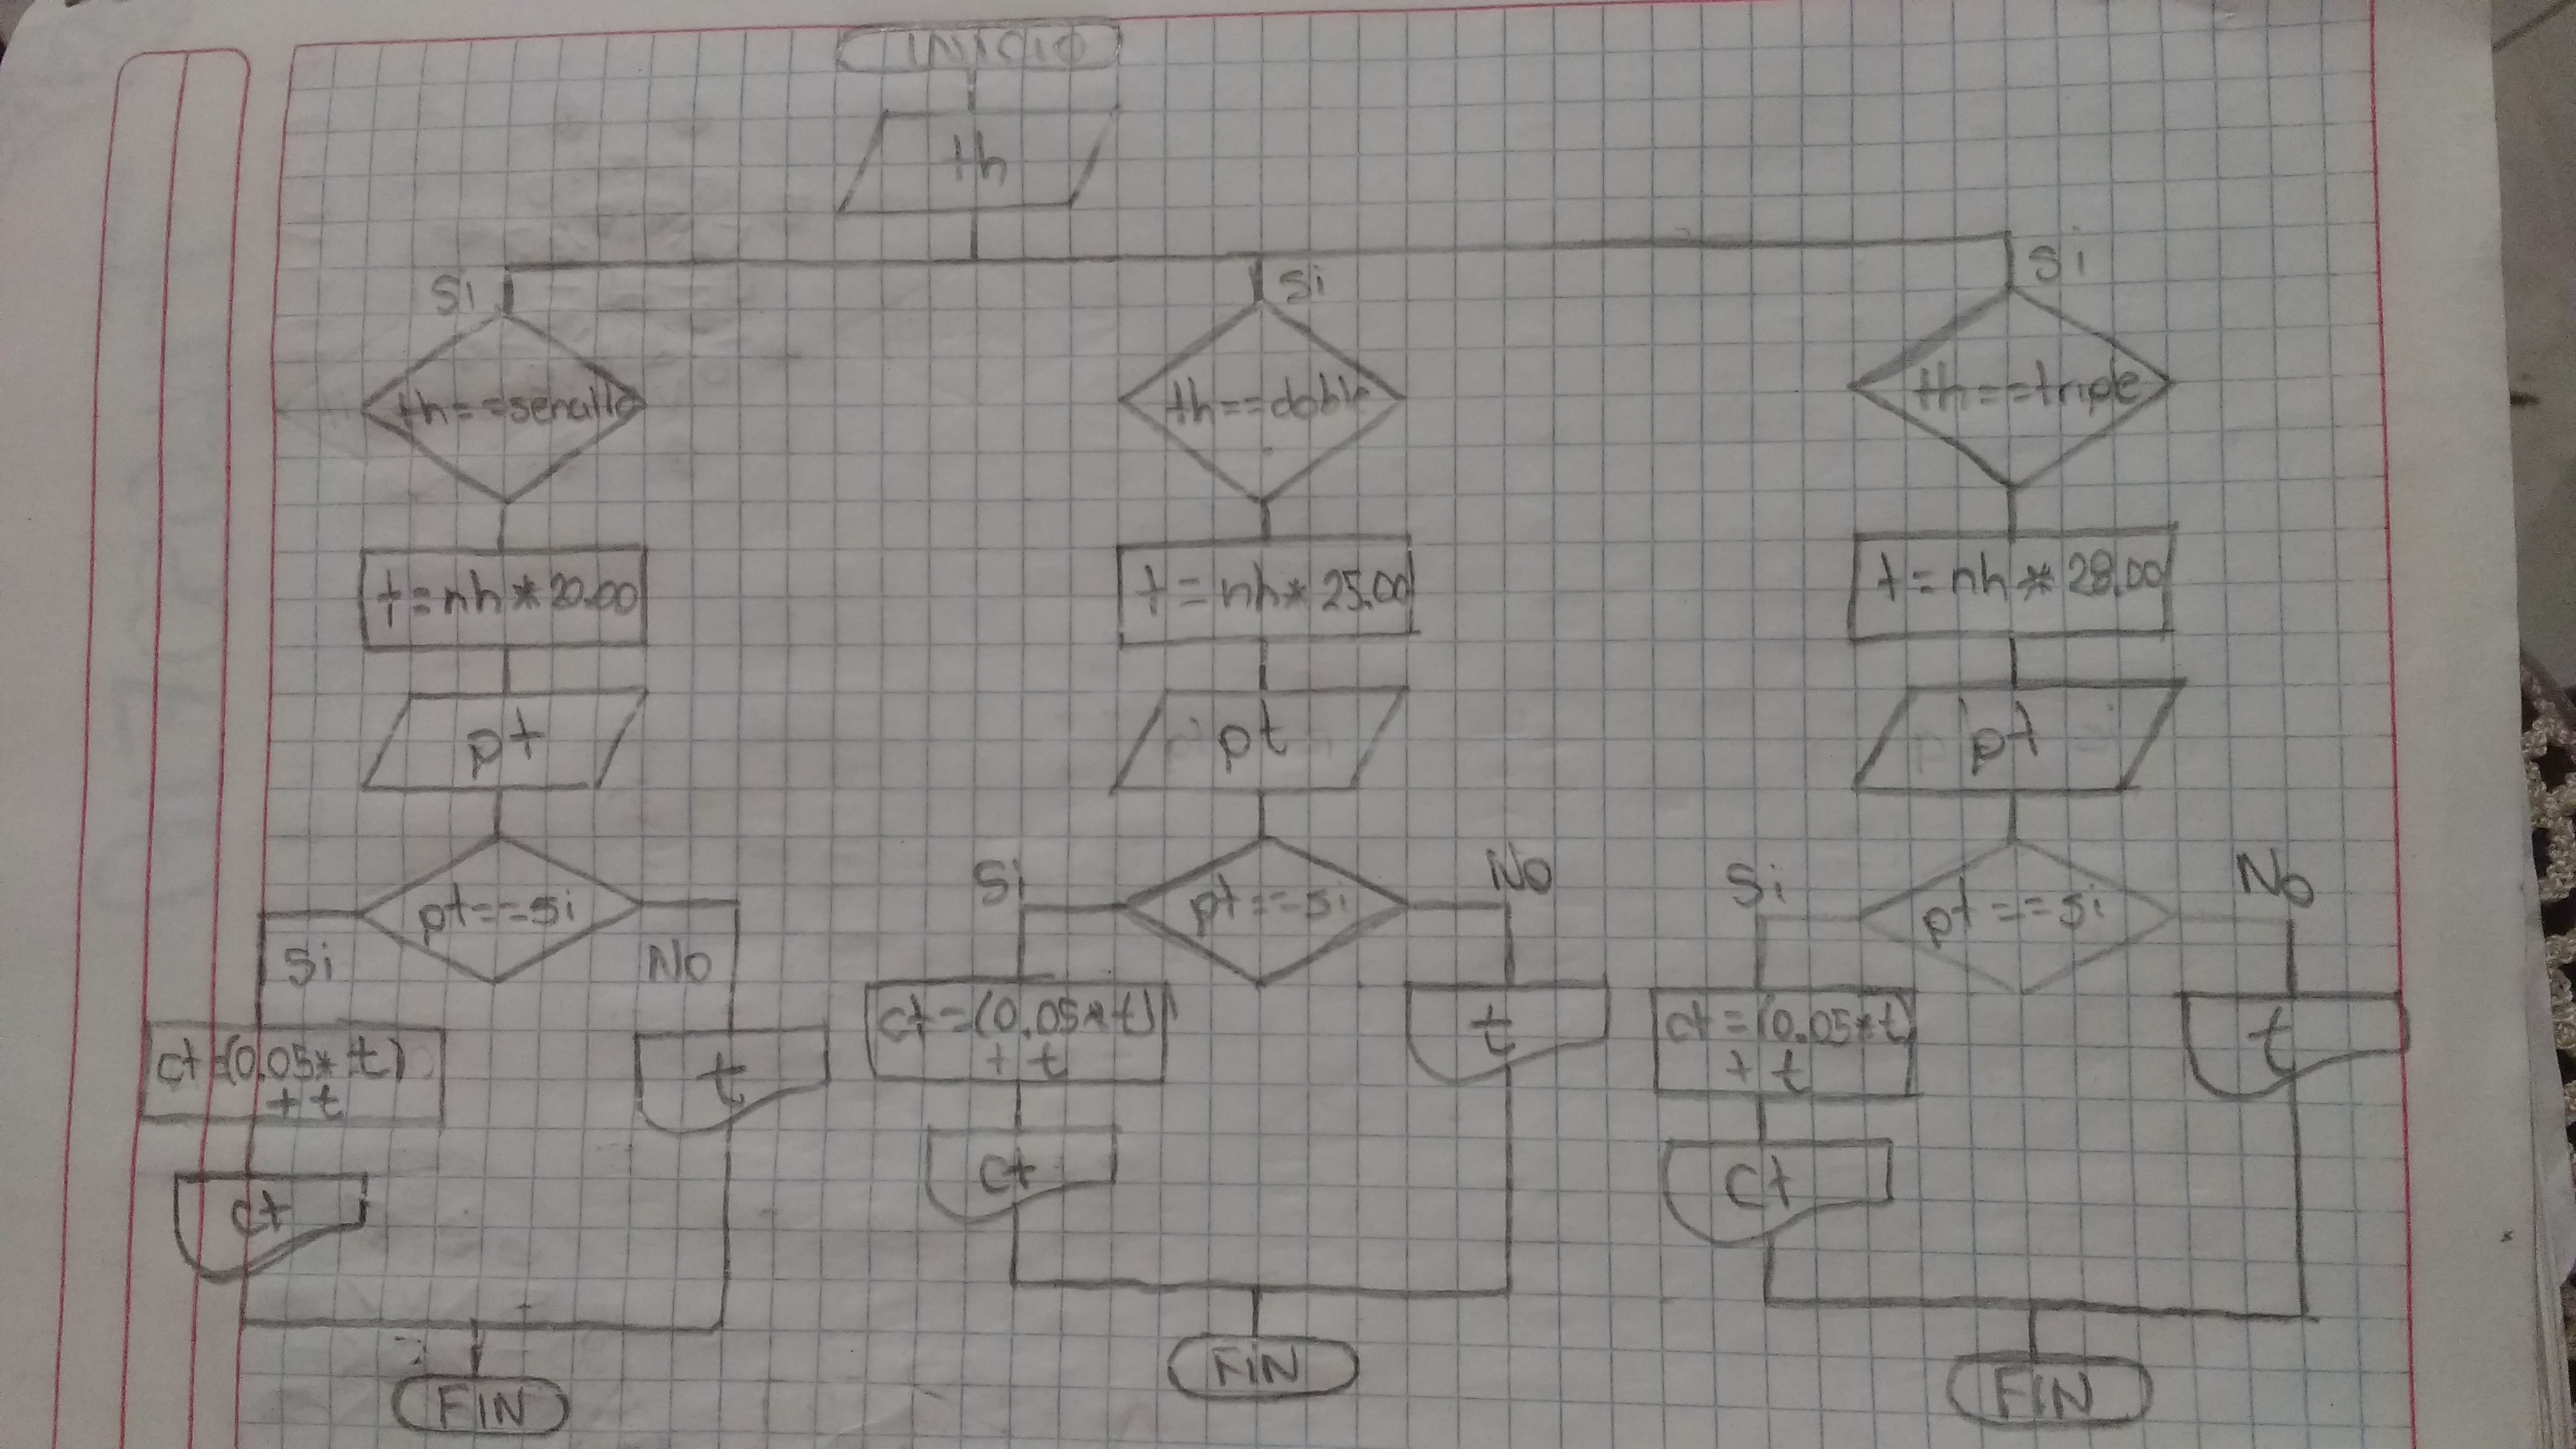 INICIO
th
Si
Si
Si
th==senallo
th==doble
th==triple
t=nh*20.00
t=nh*25.00
t=nh*28.00
pt
pt
pt
pt==si
Si
No
pt==si
Si
No
pt==si
Si
No
ct=(0.05*t)
+t
t
ct=(0.05*t)
+t
t
ct=(0.05*t)
+t
t
ct
ct
ct
FIN
FIN
FIN